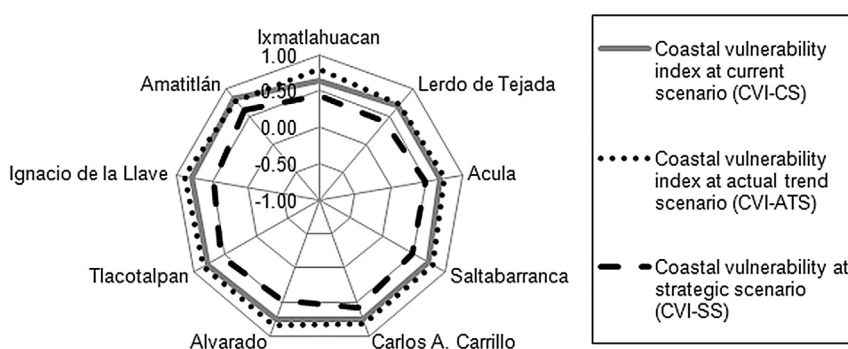 Ixmatlahuacan
1.00
Amatitlán
0.50
Lerdo de Tejada
0.00
Ignacio de la Llave
-0.50
Acula
-1.00
Tlacotalpan
Saltabarranca
Alvarado
Carlos A. Carrillo
Coastal vulnerability
index at current
scenario (CVI-CS)
Coastal vulnerability
index at actual trend
scenario (CVI-ATS)
Coastal vulnerability at
strategic scenario
(CVI-SS)